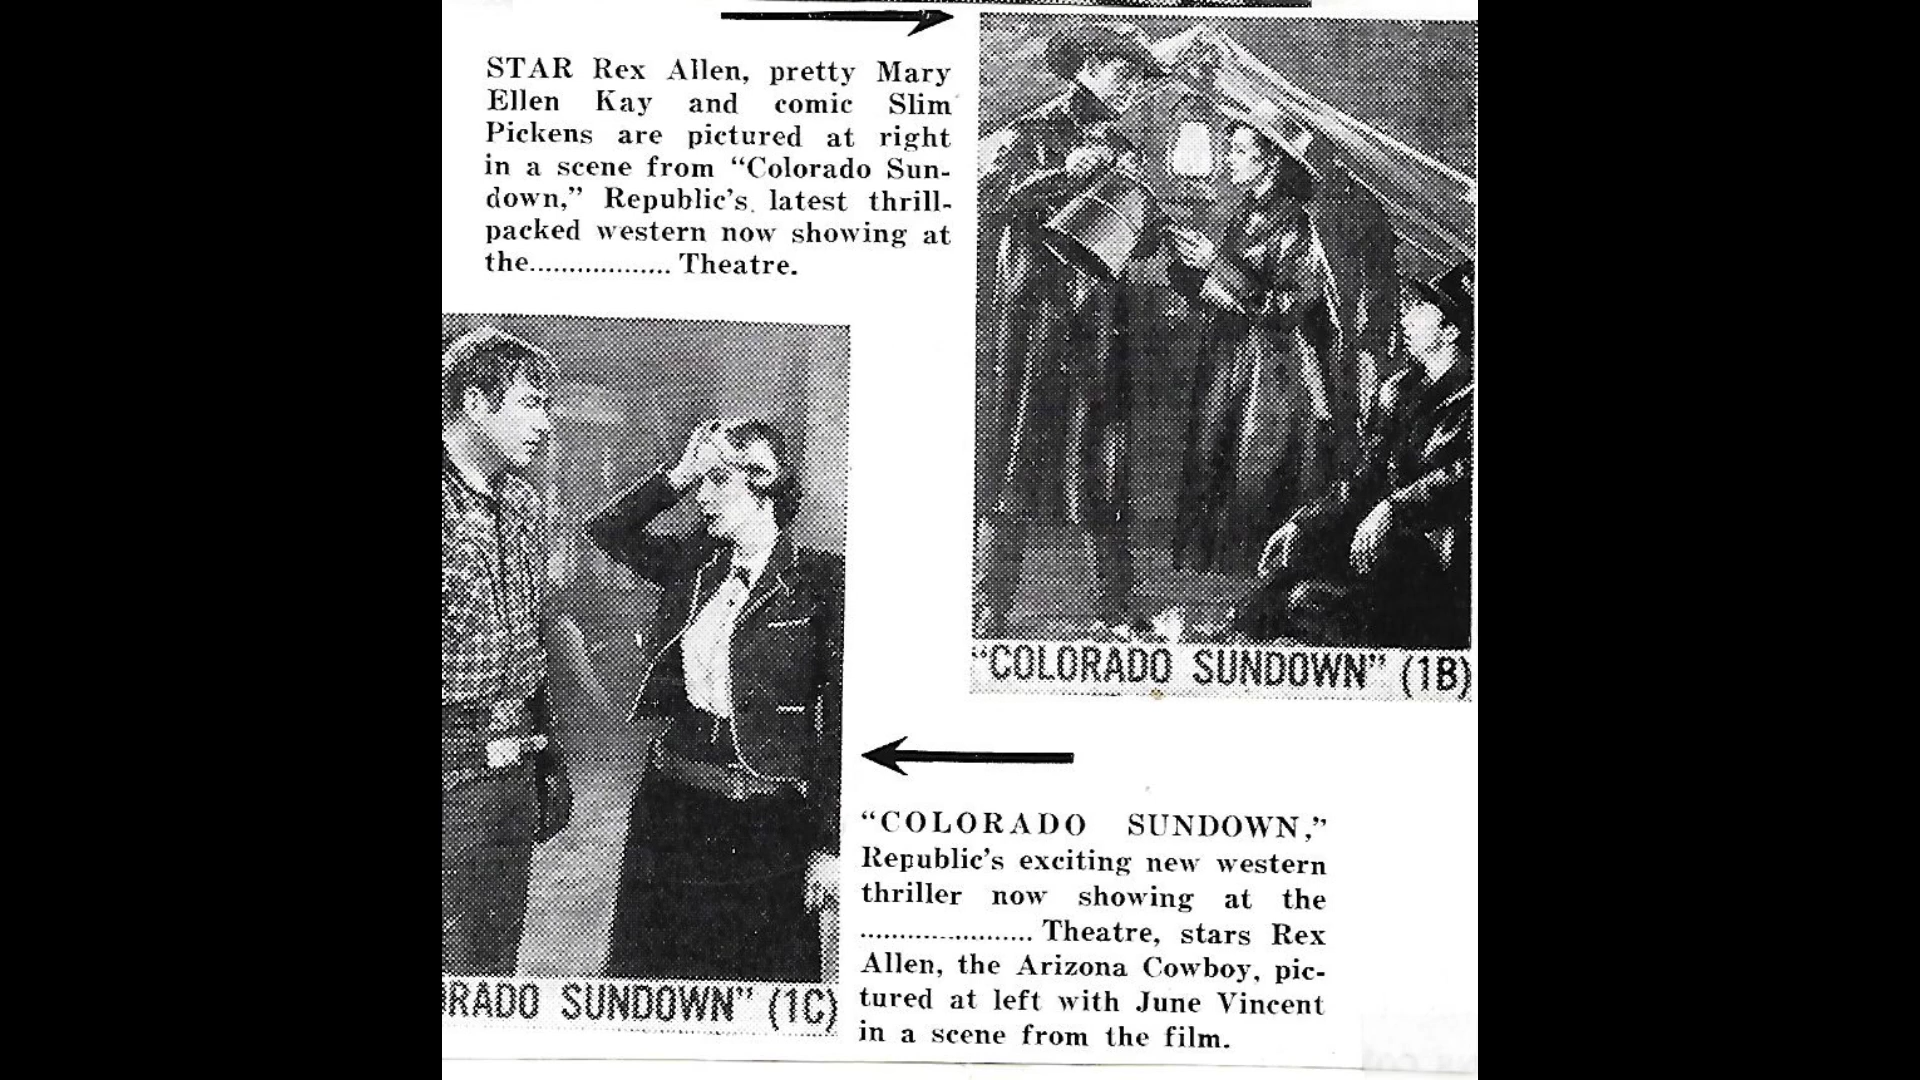 STAR Rex Allen, pretty Mary
Ellen Kay and comic Slim
Pickens are pictured at right
in a scene from “Colorado Sun-
down,” Republic’s latest thrill-
packed western now showing at
the.................. Theatre.
“COLORADO SUNDOWN” (1B)
RADO SUNDOWN” (1C)
“COLORADO SUNDOWN,”
Republic’s exciting new western
thriller now showing at the
...................... Theatre, stars Rex
Allen, the Arizona Cowboy, pic-
tured at left with June Vincent
in a scene from the film.